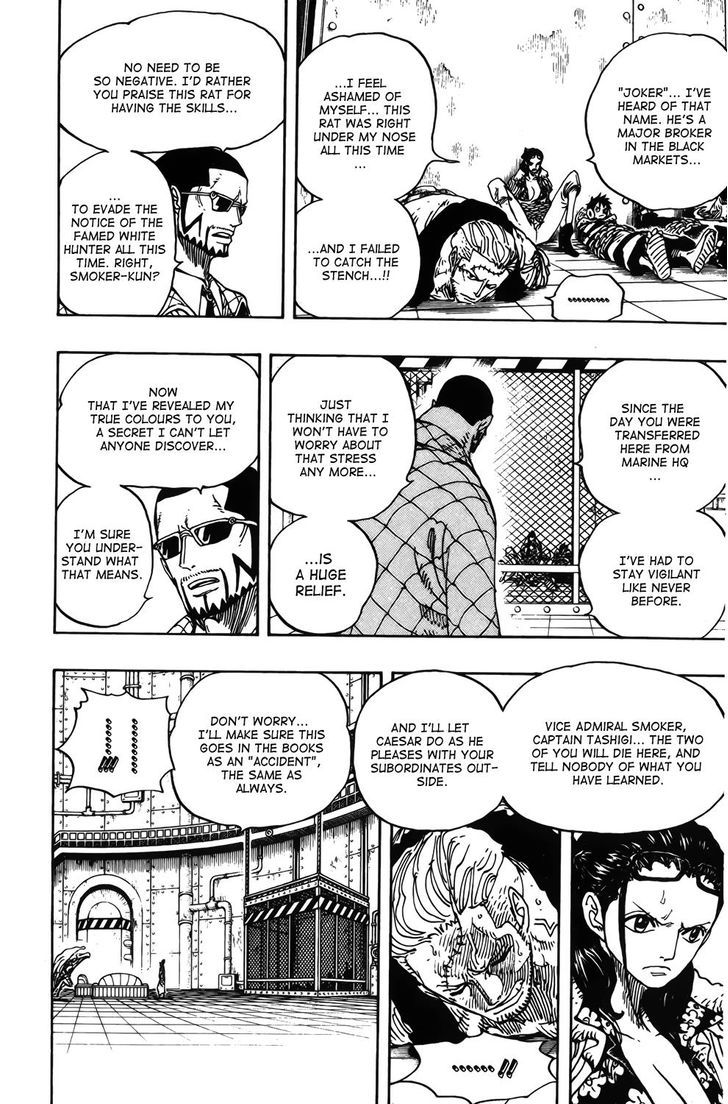 "JOKER"... I'VE
HEARD OF THAT
NAME. HE'S A
MAJOR BROKER
IN THE BLACK
MARKETS...
...I FEEL
ASHAMED OF
MYSELF... THIS
RAT WAS RIGHT
UNDER MY NOSE
ALL THIS TIME
...
...AND I FAILED
TO CATCH THE
STENCH...!!
..........
NO NEED TO BE
SO NEGATIVE. I'D RATHER
YOU PRAISE THIS RAT FOR
HAVING THE SKILLS...
...
TO EVADE THE
NOTICE OF THE
FAMED WHITE
HUNTER ALL THIS
TIME. RIGHT,
SMOKER-KUN?
SINCE THE
DAY YOU WERE
TRANSFERRED
HERE FROM
MARINE HQ
...
I'VE HAD TO
STAY VIGILANT
LIKE NEVER
BEFORE.
JUST
THINKING THAT I
WON'T HAVE TO
WORRY ABOUT
THAT STRESS
ANY MORE...
...IS
A HUGE
RELIEF.
NOW
THAT I'VE REVEALED MY
TRUE COLOURS TO YOU,
A SECRET I CAN'T LET
ANYONE DISCOVER...
I'M SURE
YOU UNDER-
STAND WHAT
THAT MEANS.
VICE ADMIRAL SMOKER,
CAPTAIN TASHIGI... THE TWO
OF YOU WILL DIE HERE, AND
TELL NOBODY OF WHAT YOU
HAVE LEARNED.
AND I'LL LET
CAESAR DO AS HE
PLEASES WITH YOUR
SUBORDINATES OUT-
SIDE.
.......!!
DON'T WORRY...
I'LL MAKE SURE THIS
GOES IN THE BOOKS
AS AN "ACCIDENT",
THE SAME AS
ALWAYS.
......!!!